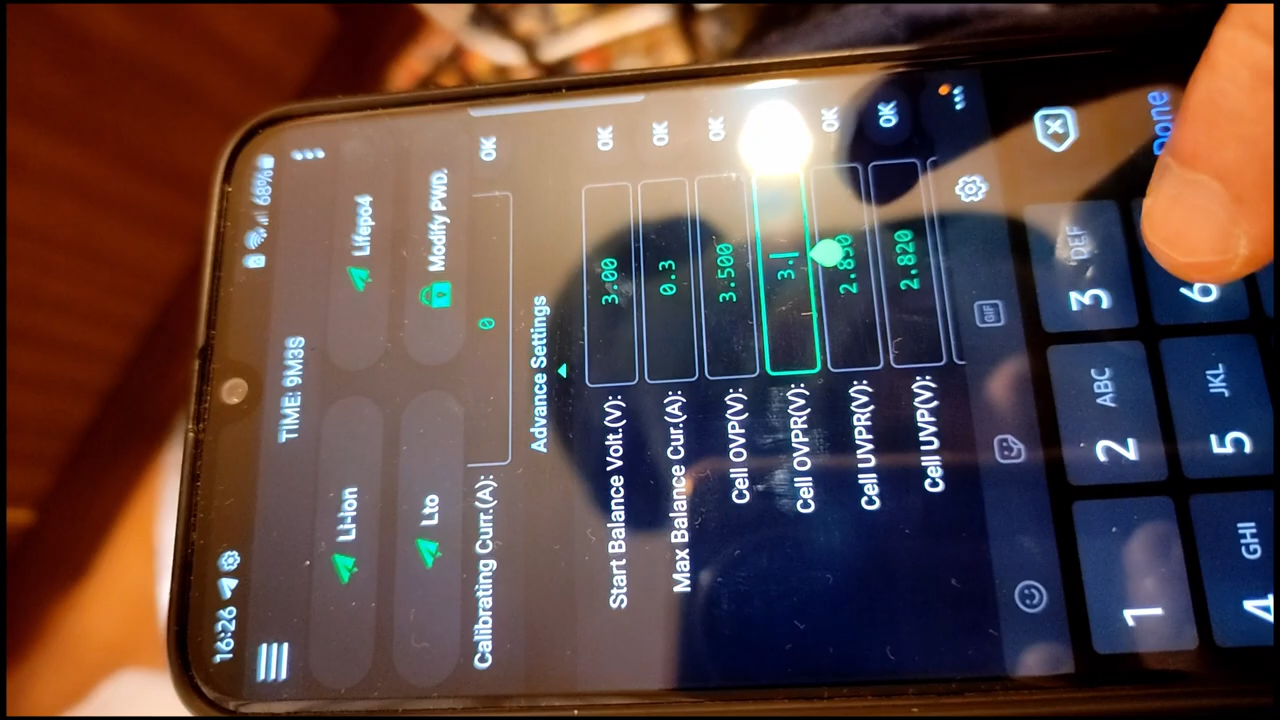 16:26 68%
TIME: 9M3S
Li-ion Lifepo4
Lto Modify PWD.
Calibrating Curr.(A): 0 OK
Advance Settings
Start Balance Volt.(V): 3.00 OK
Max Balance Cur.(A): 0.3 OK
Cell OVP(V): 3.500 OK
Cell OVPR(V): 3.
Cell UVPR(V): 2.850 OK
Cell UVP(V): 2.820 OK
GIF
1 2 ABC 3 DEF
4 GHI 5 JKL 6 Done